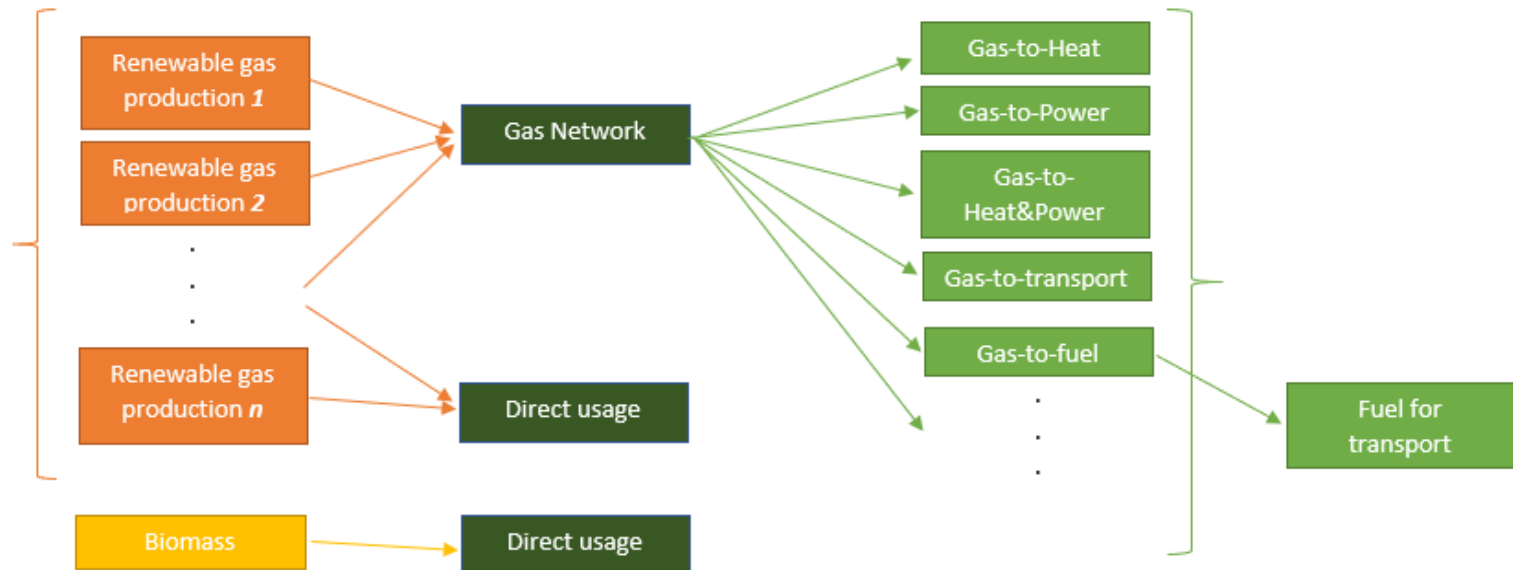 Renewable gas
production 1
Renewable gas
production 2
.
.
.
Renewable gas
production n
Biomass
Gas Network
Direct usage
Direct usage
Gas-to-Heat
Gas-to-Power
Gas-to-
Heat&Power
Gas-to-transport
Gas-to-fuel
.
.
.
Fuel for
transport